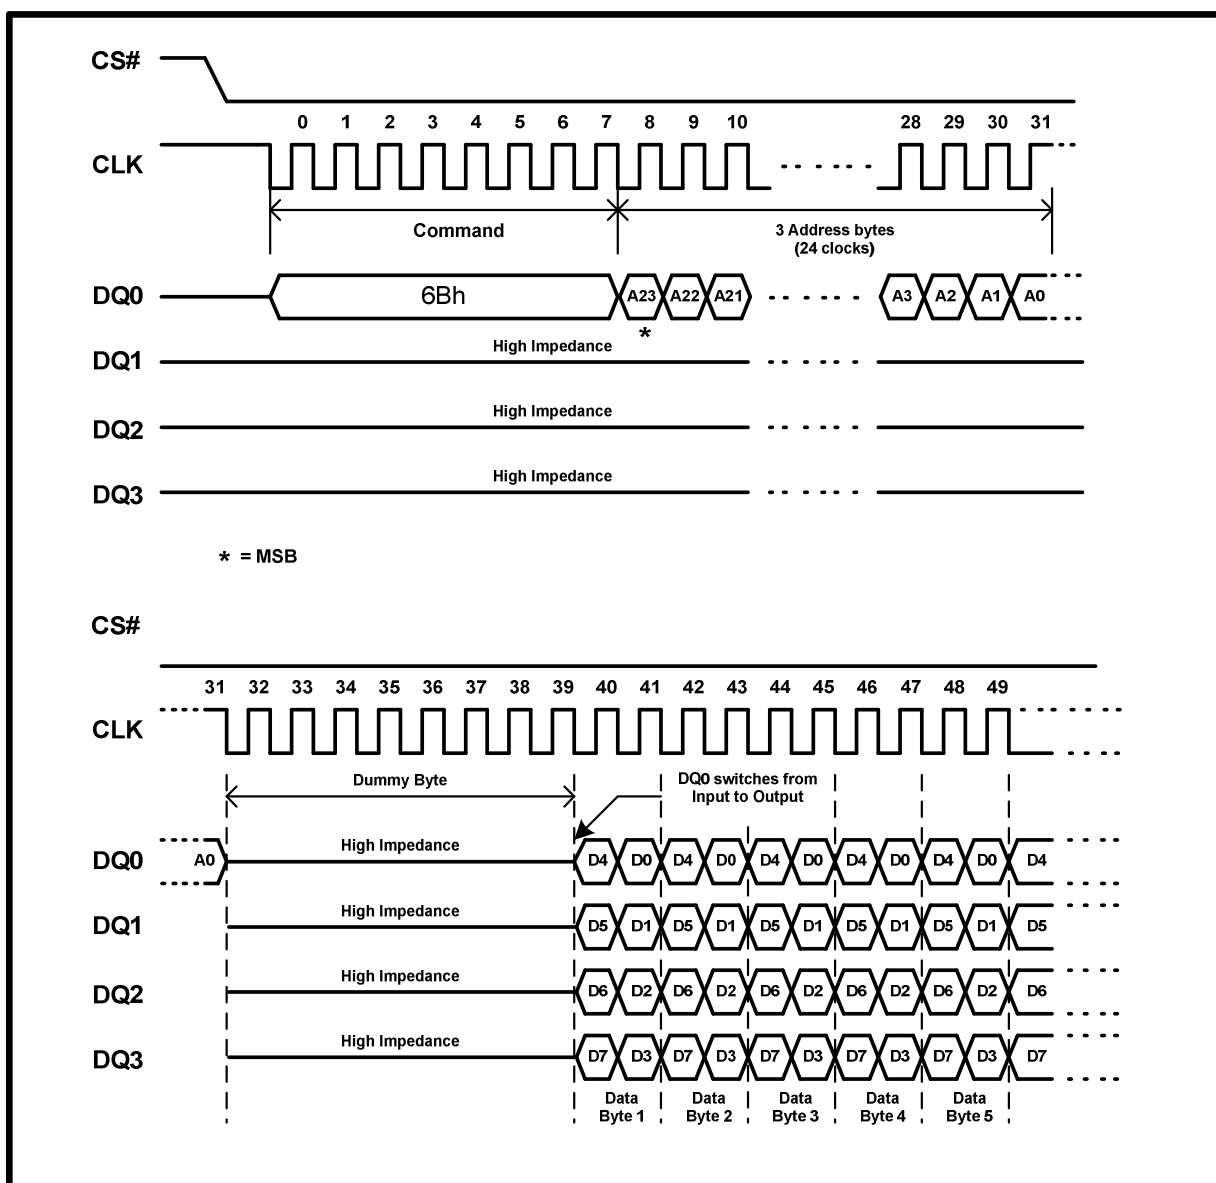 CS#
0 1 2 3 4 5 6 7 8 9 10 28 29 30 31
CLK
Command
3 Address bytes
(24 clocks)
DQ0 6Bh A23 A22 A21 A3 A2 A1 A0
*
High Impedance
DQ1
High Impedance
DQ2
High Impedance
DQ3
* = MSB
CS#
31 32 33 34 35 36 37 38 39 40 41 42 43 44 45 46 47 48 49
CLK
Dummy Byte
DQ0 switches from
Input to Output
High Impedance
DQ0 A0 D4 D0 D4 D0 D4 D0 D4 D0 D4 D0 D4
High Impedance
DQ1 D5 D1 D5 D1 D5 D1 D5 D1 D5 D1 D5
High Impedance
DQ2 D6 D2 D6 D2 D6 D2 D6 D2 D6 D2 D6
High Impedance
DQ3 D7 D3 D7 D3 D7 D3 D7 D3 D7 D3 D7
Data Data Data Data Data
Byte 1 Byte 2 Byte 3 Byte 4 Byte 5